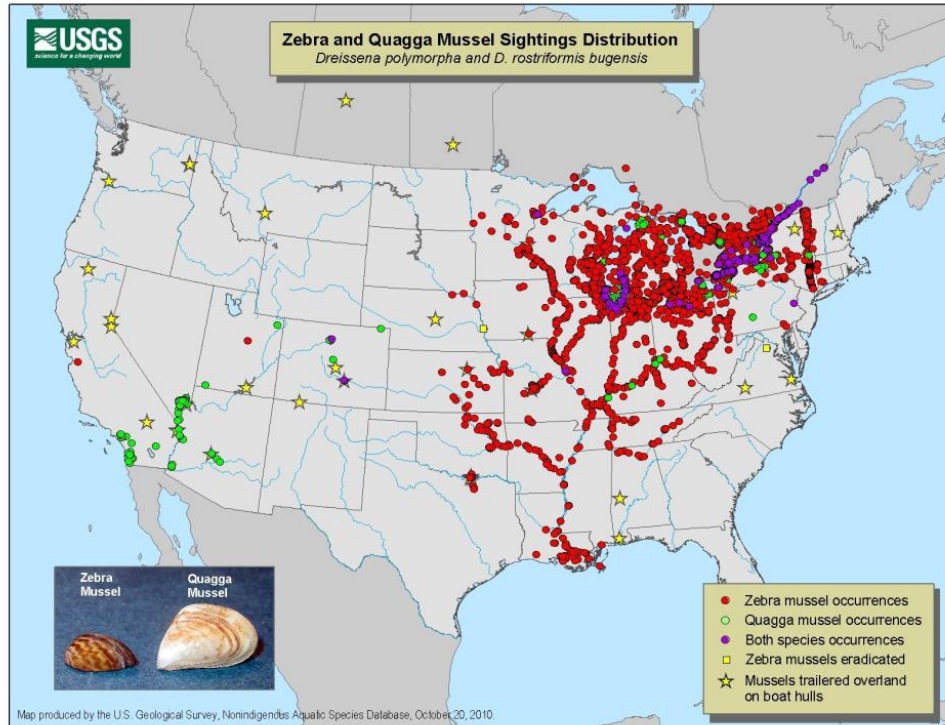 USGS
science for a changing world
Zebra and Quagga Mussel Sightings Distribution
Dreissena polymorpha and D. rostriformis bugensis
Zebra
Mussel
Quagga
Mussel
Zebra mussel occurrences
Quagga mussel occurrences
Both species occurrences
Zebra mussels eradicated
Mussels trailered overland
on boat hulls
Map produced by the U.S. Geological Survey, Nonindigenous Aquatic Species Database, October 20, 2010.